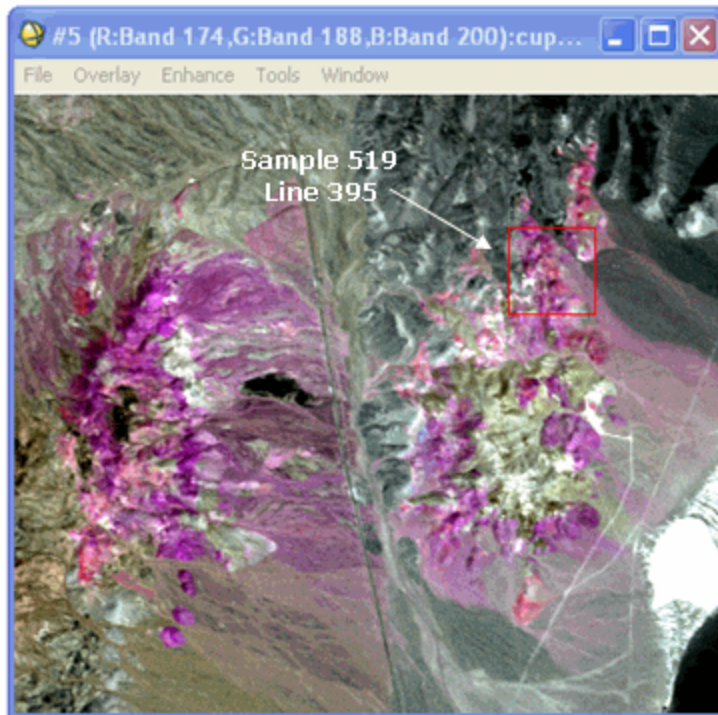 #5 (R:Band 174,G:Band 188,B:Band 200):cup...
File Overlay Enhance Tools Window
Sample 519
Line 395